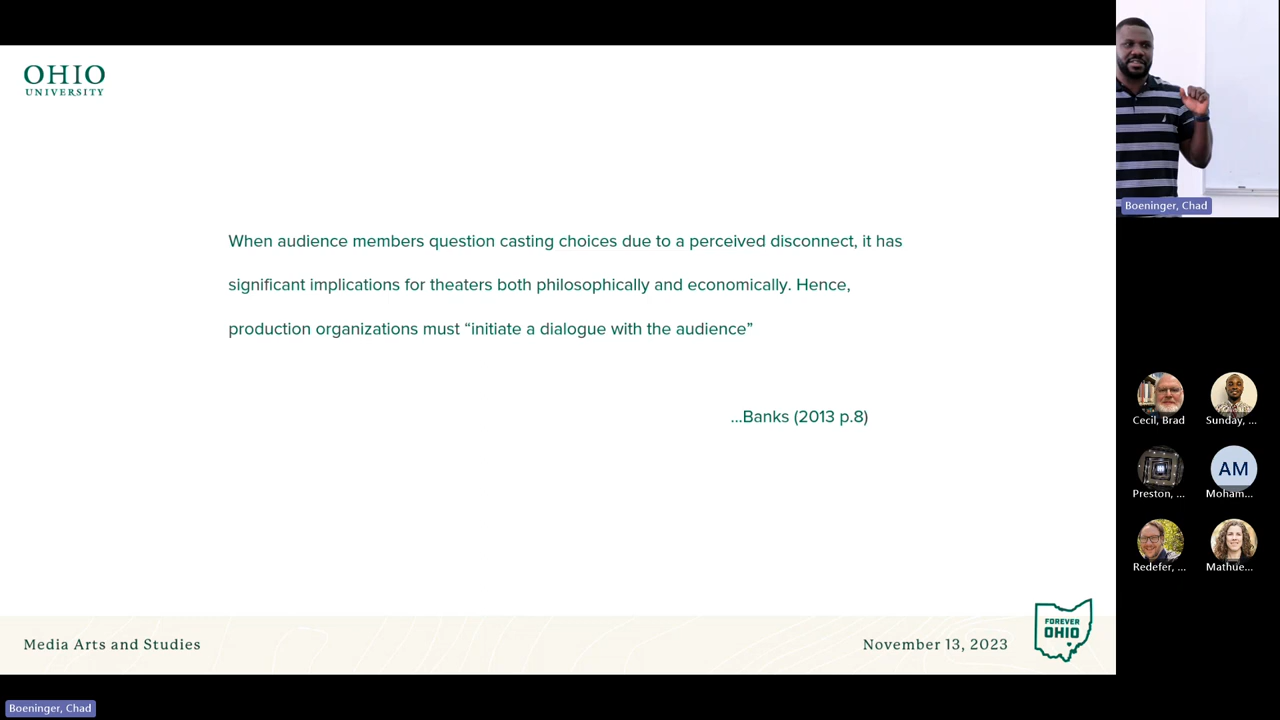 OHIO
UNIVERSITY
When audience members question casting choices due to a perceived disconnect, it has
significant implications for theaters both philosophically and economically. Hence,
production organizations must “initiate a dialogue with the audience”
...Banks (2013 p.8)
Media Arts and Studies
November 13, 2023
FOREVER
OHIO
Boeninger, Chad
Cecil, Brad
Sunday, ...
Preston, ...
AM
Moham...
Redefer, ...
Mathue...
Boeninger, Chad